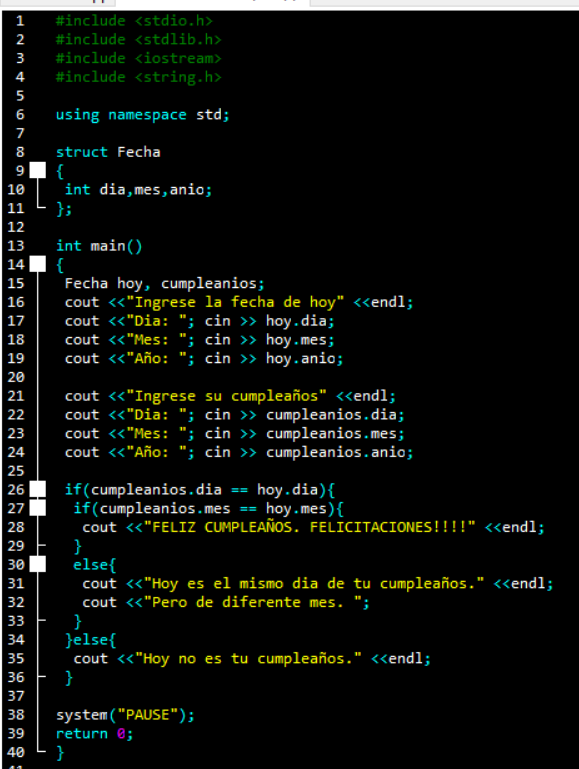 1 #include <stdio.h>
2 #include <stdlib.h>
3 #include <iostream>
4 #include <string.h>
5
6 using namespace std;
7
8 struct Fecha
9 {
10 int dia,mes,anio;
11 };
12
13 int main()
14 {
15 Fecha hoy, cumpleanios;
16 cout <<"Ingrese la fecha de hoy" <<endl;
17 cout <<"Dia: "; cin >> hoy.dia;
18 cout <<"Mes: "; cin >> hoy.mes;
19 cout <<"Año: "; cin >> hoy.anio;
20
21 cout <<"Ingrese su cumpleaños" <<endl;
22 cout <<"Dia: "; cin >> cumpleanios.dia;
23 cout <<"Mes: "; cin >> cumpleanios.mes;
24 cout <<"Año: "; cin >> cumpleanios.anio;
25
26 if(cumpleanios.dia == hoy.dia){
27 if(cumpleanios.mes == hoy.mes){
28 cout <<"FELIZ CUMPLEAÑOS. FELICITACIONES!!!!" <<endl;
29 }
30 else{
31 cout <<"Hoy es el mismo dia de tu cumpleaños." <<endl;
32 cout <<"Pero de diferente mes. ";
33 }
34 }else{
35 cout <<"Hoy no es tu cumpleaños." <<endl;
36 }
37
38 system("PAUSE");
39 return 0;
40 }